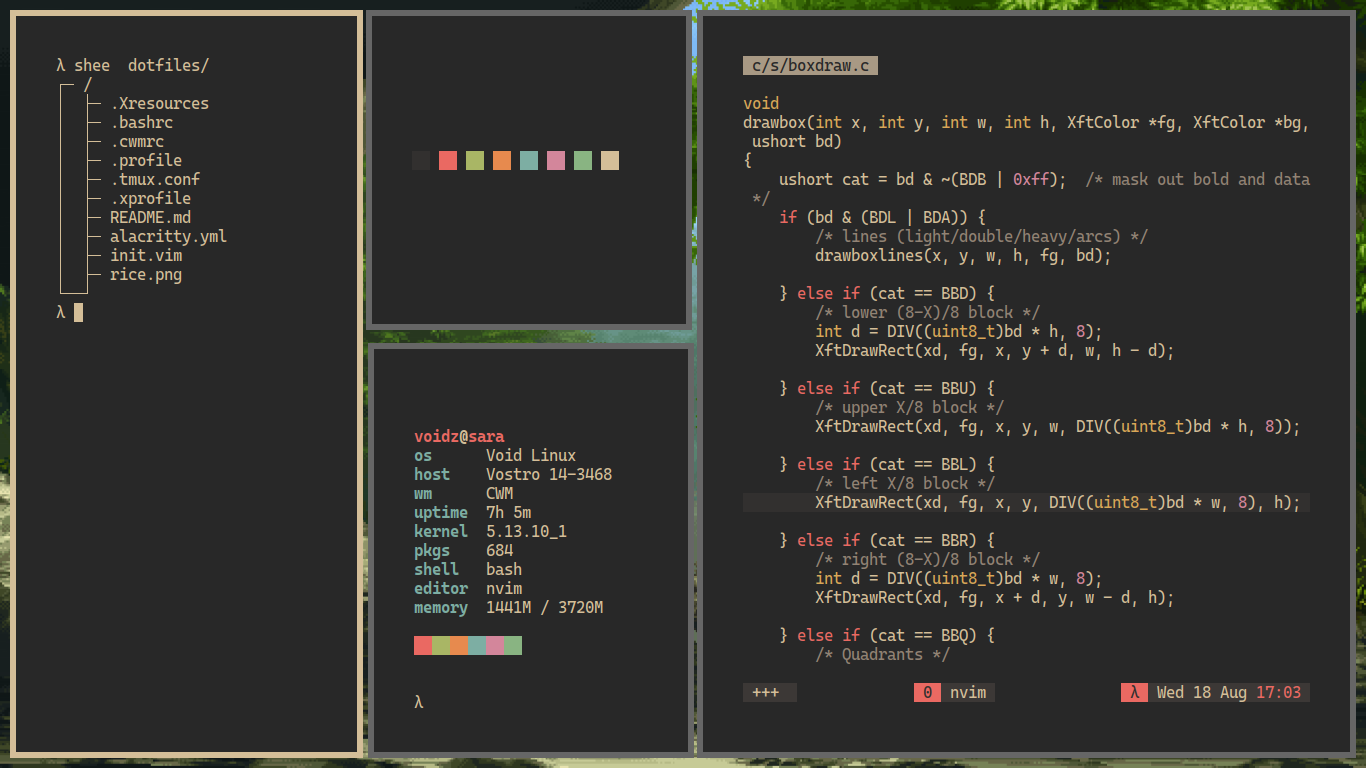 λ shee  dotfiles/
/
.Xresources
.bashrc
.cwmrc
.profile
.tmux.conf
.xprofile
README.md
alacritty.yml
init.vim
rice.png
λ
voidz@sara
os Void Linux
host Vostro 14-3468
wm CWM
uptime 7h 5m
kernel 5.13.10_1
pkgs 684
shell bash
editor nvim
memory 1441M / 3720M
λ
c/s/boxdraw.c
void
drawbox(int x, int y, int w, int h, XftColor *fg, XftColor *bg,
ushort bd)
{
ushort cat = bd & ~(BDB | 0xff);  /* mask out bold and data
*/
if (bd & (BDL | BDA)) {
/* lines (light/double/heavy/arcs) */
drawboxlines(x, y, w, h, fg, bd);
} else if (cat == BBD) {
/* lower (8-X)/8 block */
int d = DIV((uint8_t)bd * h, 8);
XftDrawRect(xd, fg, x, y + d, w, h - d);
} else if (cat == BBU) {
/* upper X/8 block */
XftDrawRect(xd, fg, x, y, w, DIV((uint8_t)bd * h, 8));
} else if (cat == BBL) {
/* left X/8 block */
XftDrawRect(xd, fg, x, y, DIV((uint8_t)bd * w, 8), h);
} else if (cat == BBR) {
/* right (8-X)/8 block */
int d = DIV((uint8_t)bd * w, 8);
XftDrawRect(xd, fg, x + d, y, w - d, h);
} else if (cat == BBQ) {
/* Quadrants */
+++ 0 nvim λ Wed 18 Aug 17:03